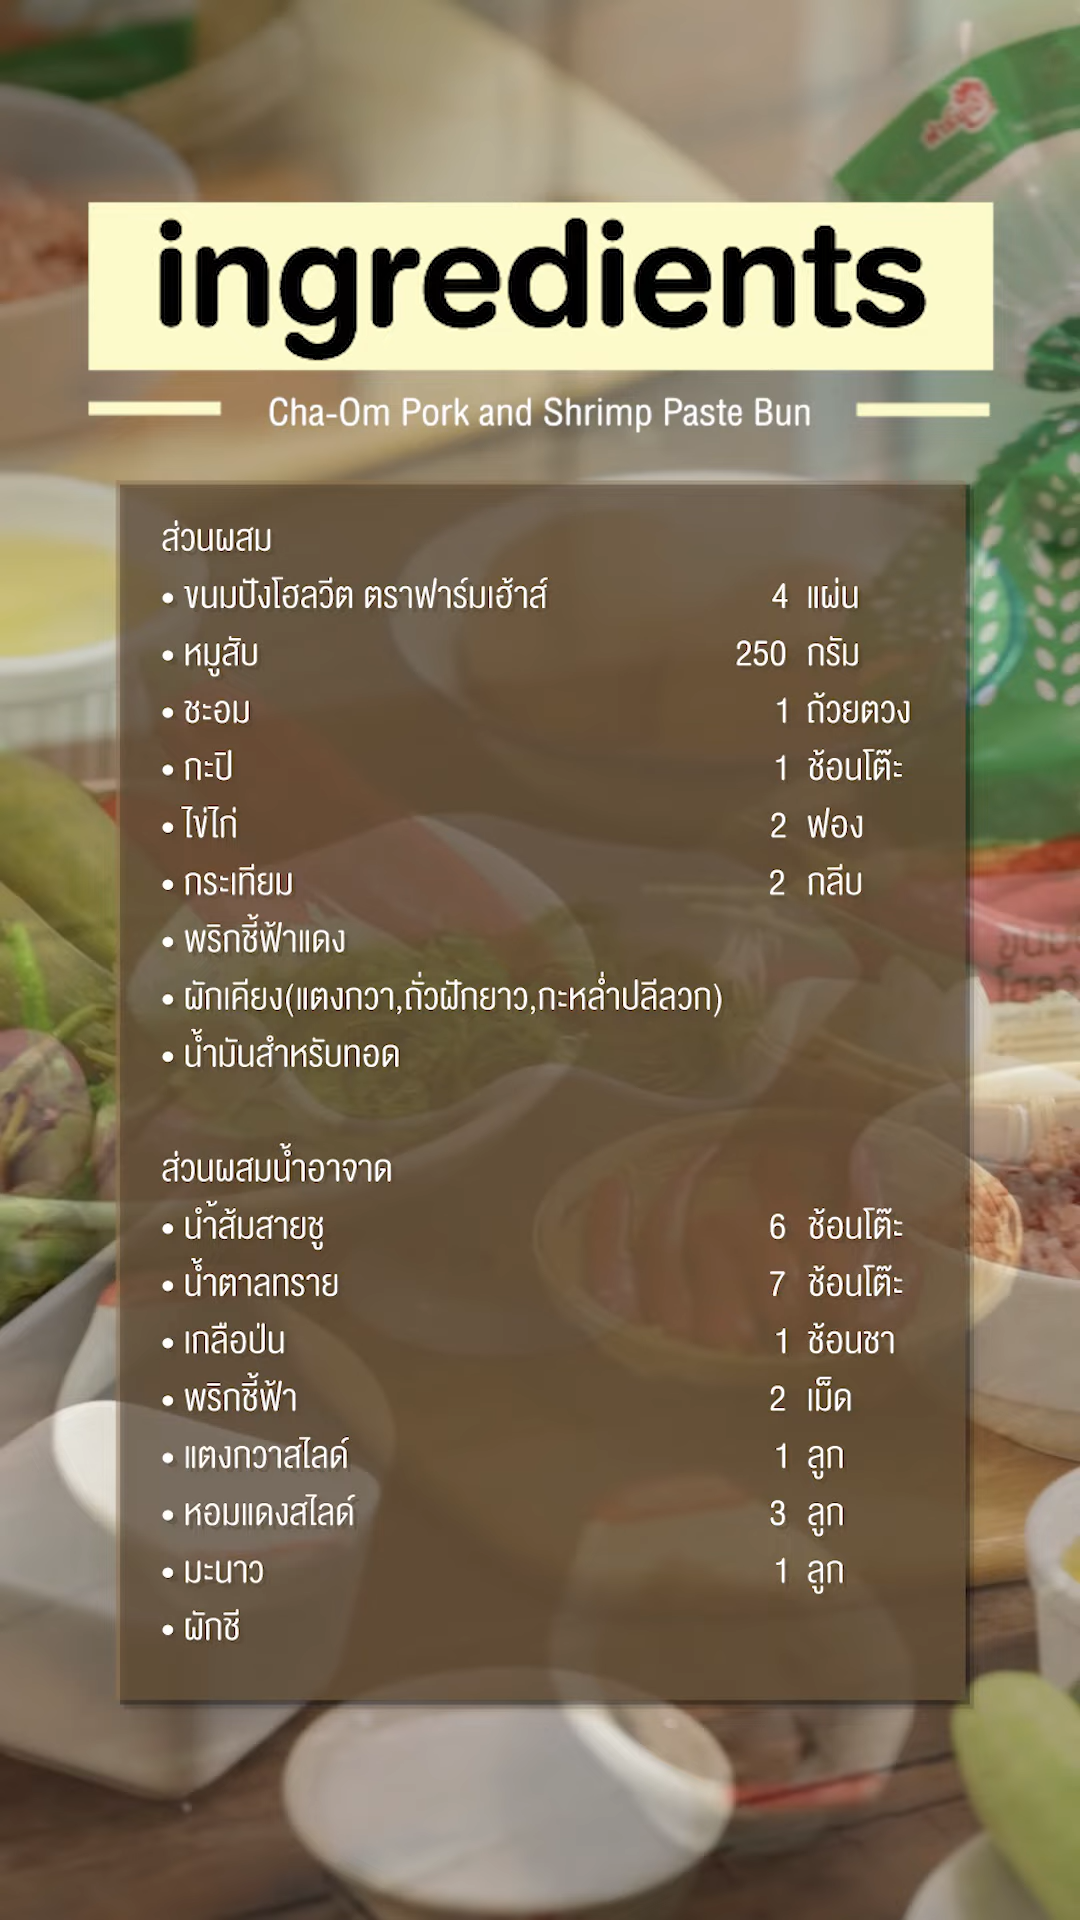 ingredients
Cha-Om Pork and Shrimp Paste Bun
ส่วนผสม
• ขนมปังโฮลวีต ตราฟาร์มเฮ้าส์ 4 แผ่น
• หมูสับ 250 กรัม
• ชะอม 1 ถ้วยตวง
• กะปิ 1 ช้อนโต๊ะ
• ไข่ไก่ 2 ฟอง
• กระเทียม 2 กลีบ
• พริกชี้ฟ้าแดง
• ผักเคียง(แตงกวา,ถั่วฝักยาว,กะหล่ำปลีลวก)
• น้ำมันสำหรับทอด
ส่วนผสมน้ำอาจาด
• นำ้ส้มสายชู 6 ช้อนโต๊ะ
• น้ำตาลทราย 7 ช้อนโต๊ะ
• เกลือป่น 1 ช้อนชา
• พริกชี้ฟ้า 2 เม็ด
• แตงกวาสไลด์ 1 ลูก
• หอมแดงสไลด์ 3 ลูก
• มะนาว 1 ลูก
• ผักชี